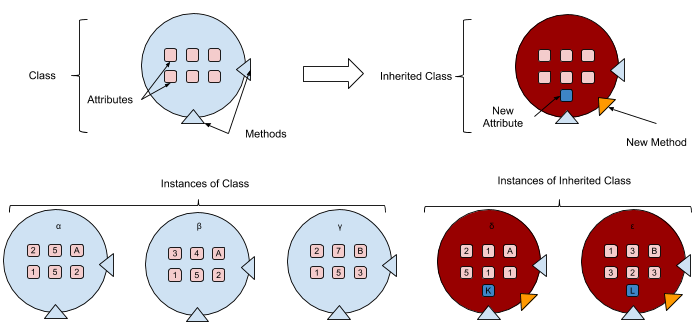 Class
Attributes
Methods
Inherited Class
New
Attribute
New Method
Instances of Class
Instances of Inherited Class
α
2 5 A
1 5 2
β
3 4 A
1 5 2
γ
2 7 B
1 5 3
δ
2 1 A
5 1 1
K
ε
1 3 B
3 2 3
L